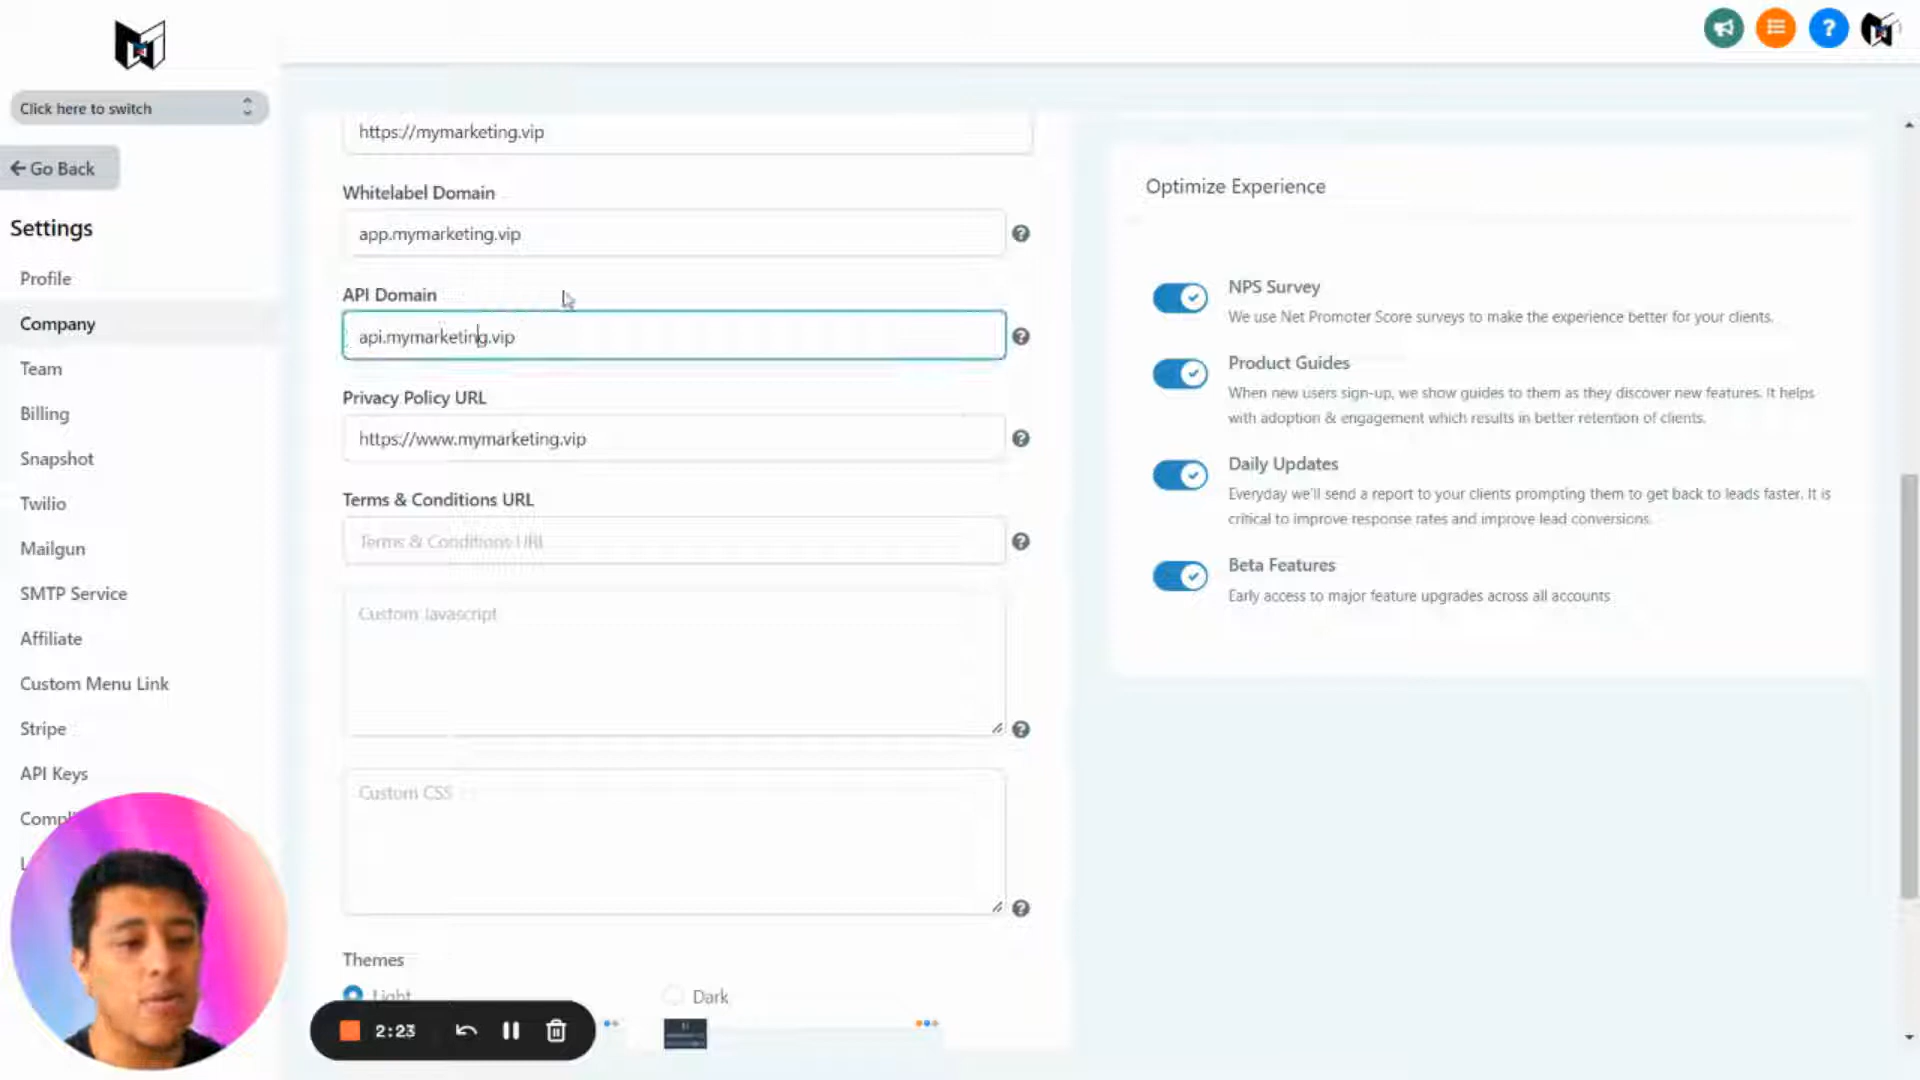 Click here to switch
Go Back
Settings
Profile
Company
Team
Billing
Snapshot
Twilio
Mailgun
SMTP Service
Affiliate
Custom Menu Link
Stripe
API Keys
https://mymarketing.vip
Whitelabel Domain
app.mymarketing.vip
API Domain
api.mymarketing.vip
Privacy Policy URL
https://www.mymarketing.vip
Terms & Conditions URL
Terms & Conditions URL
Custom Javascript
Custom CSS
Themes
Light
Dark
2:23
?
Optimize Experience
NPS Survey
We use Net Promoter Score surveys to make the experience better for your clients.
Product Guides
When new users sign-up, we show guides to them as they discover new features. It helps
with adoption & engagement which results in better retention of clients.
Daily Updates
Everyday we'll send a report to your clients prompting them to get back to leads faster. It is
critical to improve response rates and improve lead conversions.
Beta Features
Early access to major feature upgrades across all accounts